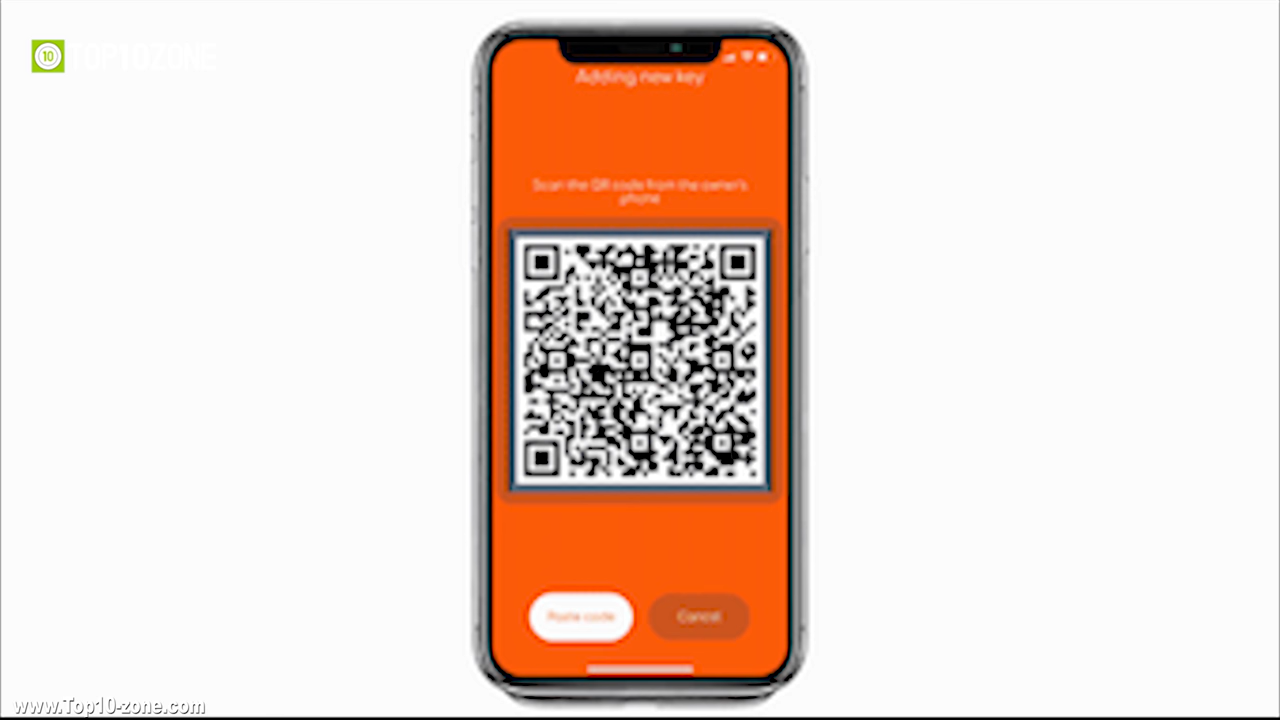 10 TOP10ZONE
Adding new key
Scan the QR code from the owner's
phone
Paste code
Cancel
www.Top10-zone.com